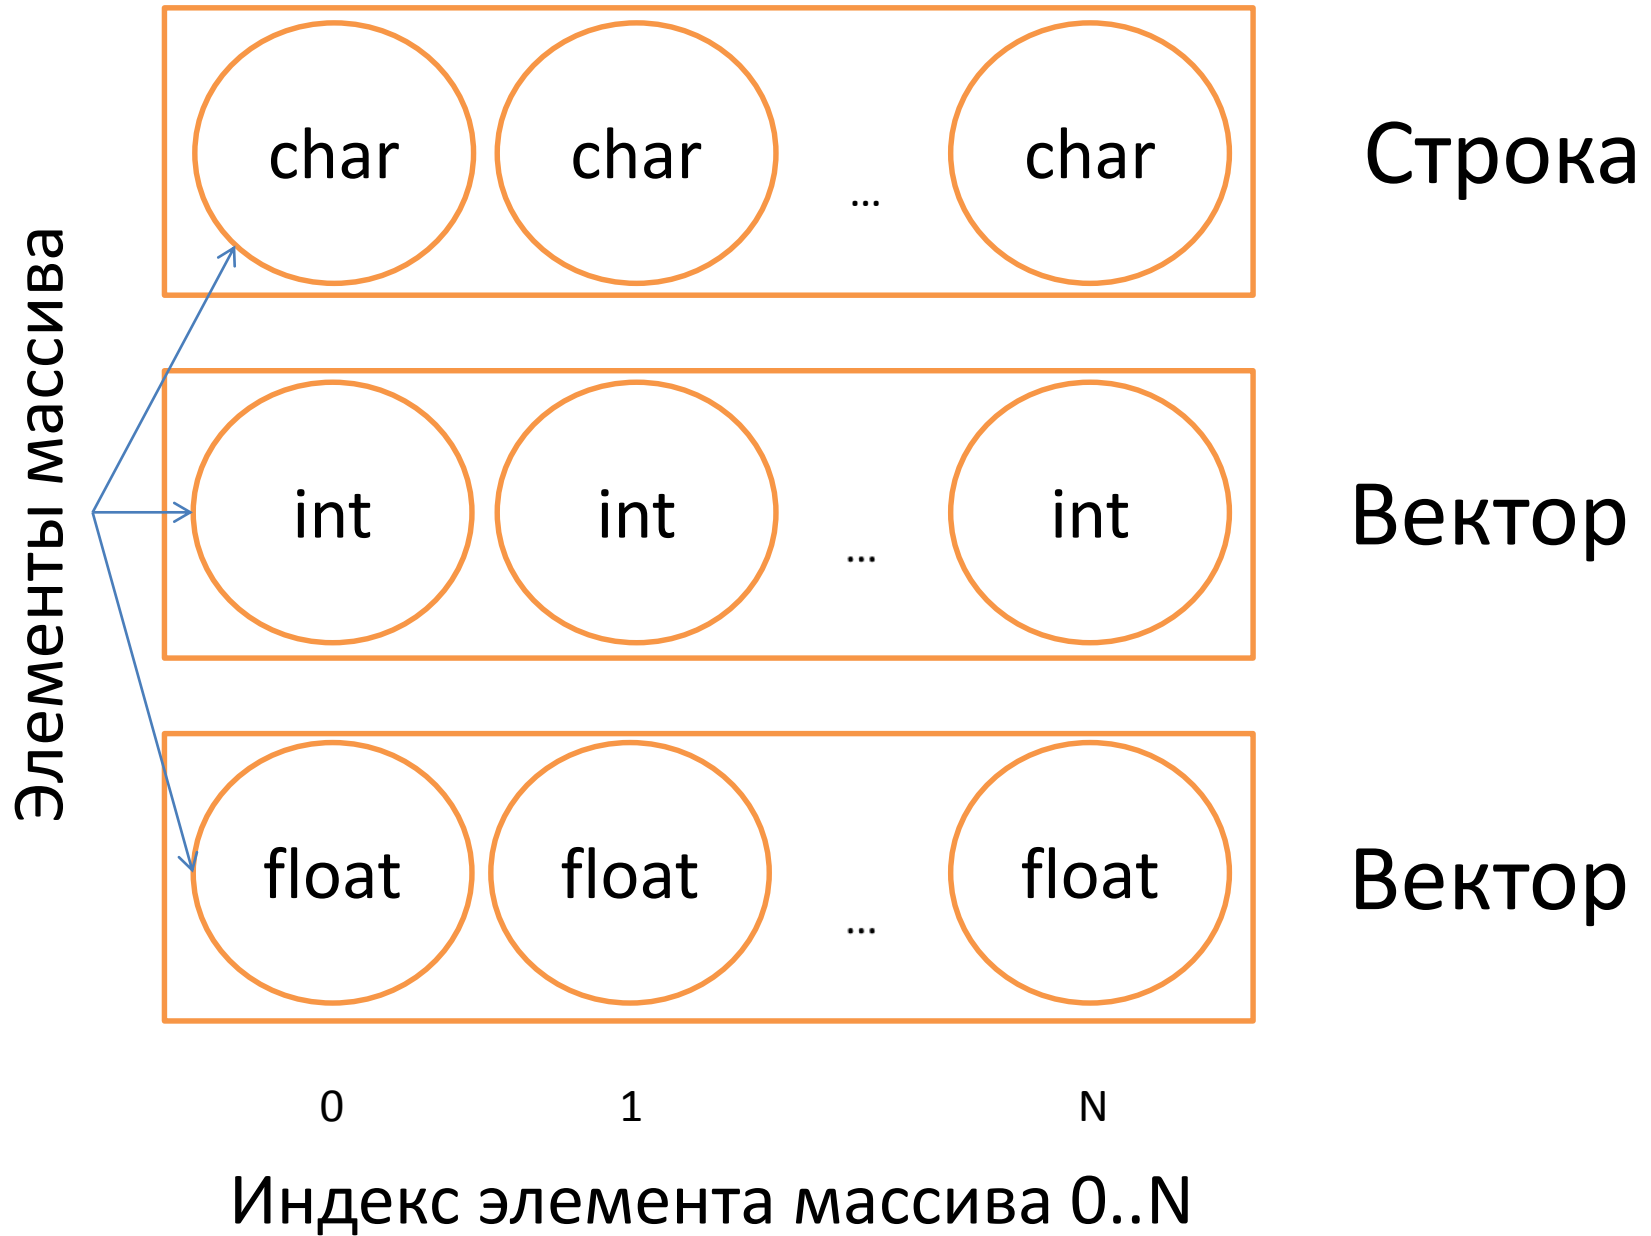 char char ... char Строка
Элементы массива
int int ... int Вектор
float float ... float Вектор
0 1 N
Индекс элемента массива 0..N